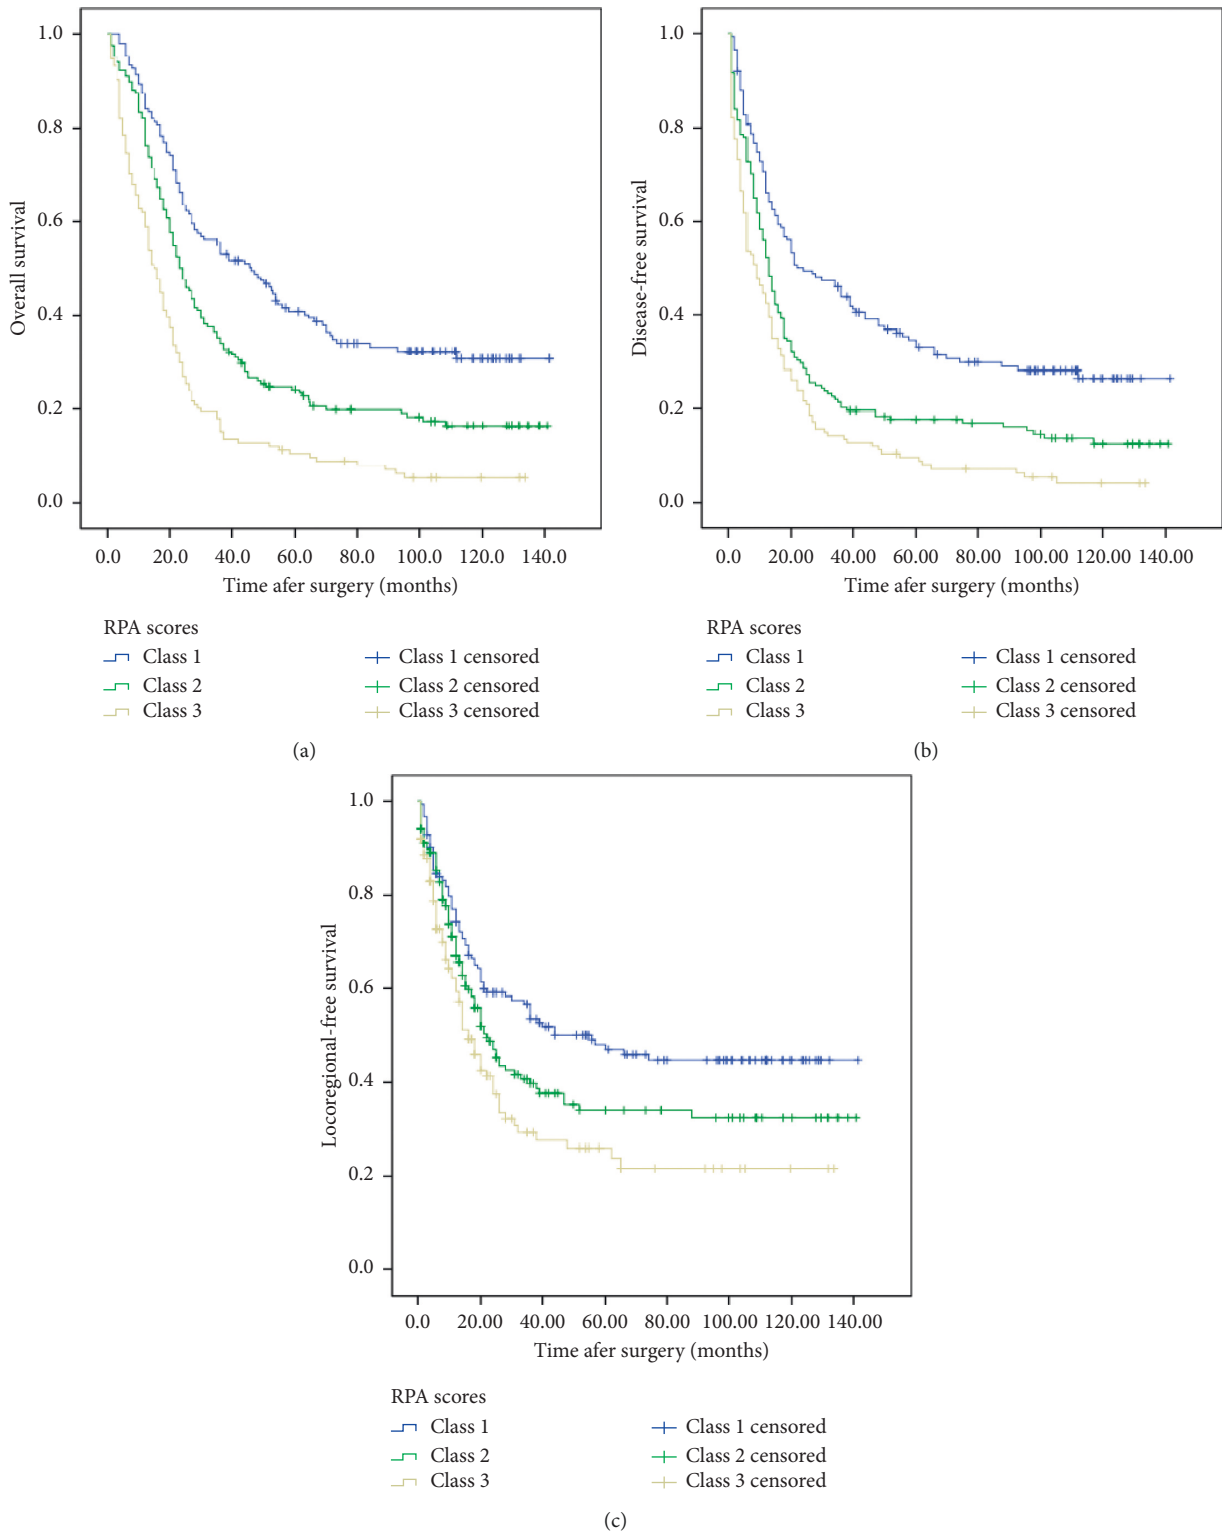 1.0
0.8
0.6
0.4
0.2
0.0
Overall survival
0.0 20.0 40.0 60.0 80.0 100.0 120.0 140.0
Time afer surgery (months)
RPA scores
Class 1 Class 1 censored
Class 2 Class 2 censored
Class 3 Class 3 censored
(a)
1.0
0.8
0.6
0.4
0.2
0.0
Disease-free survival
0.0 20.00 40.00 60.00 80.00 100.00 120.00 140.00
Time afer surgery (months)
RPA scores
Class 1 Class 1 censored
Class 2 Class 2 censored
Class 3 Class 3 censored
(b)
1.0
0.8
0.6
0.4
0.2
0.0
Locoregional-free survival
0.0 20.00 40.00 60.00 80.00 100.00 120.00 140.00
Time afer surgery (months)
RPA scores
Class 1 Class 1 censored
Class 2 Class 2 censored
Class 3 Class 3 censored
(c)